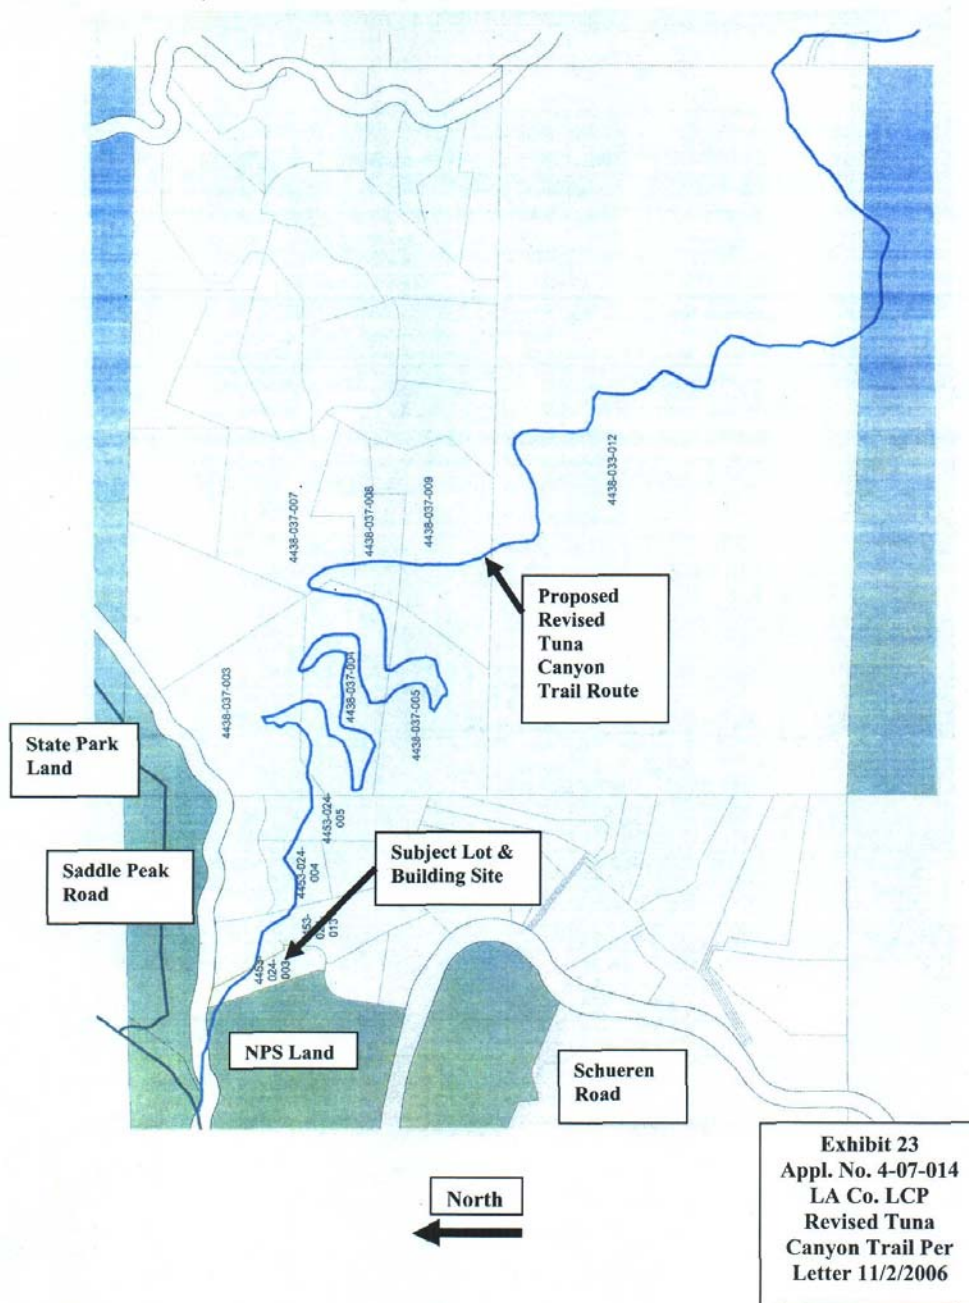 4438-037-007
4438-037-008
4438-037-009
4438-033-012
Proposed
Revised
Tuna
Canyon
Trail Route
4438-037-003
4438-037-004
4438-037-005
State Park
Land
4453-024-
005
Subject Lot &
Building Site
Saddle Peak
Road
4453-024-
004
013
4453-
024-
003
NPS Land
Schueren
Road
North
Exhibit 23
Appl. No. 4-07-014
LA Co. LCP
Revised Tuna
Canyon Trail Per
Letter 11/2/2006